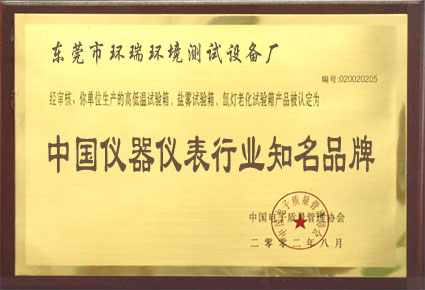 东莞市环瑞环境测试设备厂
编号:020020205
经审核，你单位生产的高低温试验箱、盐雾试验箱、氙灯老化试验箱产品被认定为
中国仪器仪表行业知名品牌
中国电子质量管理协会
二零零二年八月